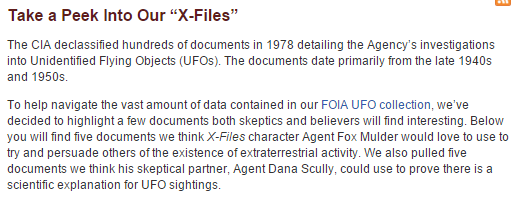 Take a Peek Into Our “X-Files”
The CIA declassified hundreds of documents in 1978 detailing the Agency’s investigations
into Unidentified Flying Objects (UFOs). The documents date primarily from the late 1940s
and 1950s.
To help navigate the vast amount of data contained in our FOIA UFO collection, we’ve
decided to highlight a few documents both skeptics and believers will find interesting. Below
you will find five documents we think X-Files character Agent Fox Mulder would love to use to
try and persuade others of the existence of extraterrestrial activity. We also pulled five
documents we think his skeptical partner, Agent Dana Scully, could use to prove there is a
scientific explanation for UFO sightings.